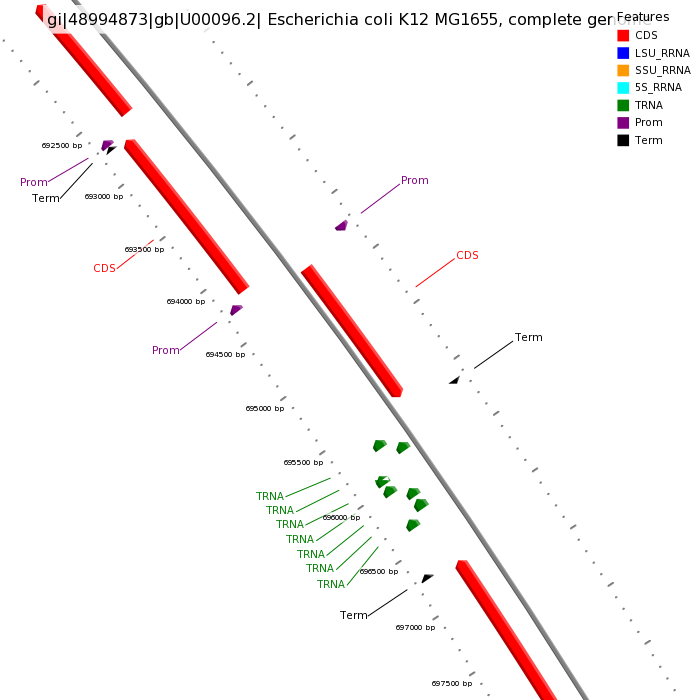 gi|48994873|gb|U00096.2| Escherichia coli K12 MG1655, complete genome
Features
CDS
LSU_RRNA
SSU_RRNA
5S_RRNA
TRNA
Prom
Term
692500 bp
Prom
Term
693000 bp
Prom
693500 bp
CDS
CDS
694000 bp
Prom
694500 bp
Term
695000 bp
695500 bp
TRNA
TRNA
696000 bp
TRNA
TRNA
TRNA
TRNA
696500 bp
TRNA
Term
697000 bp
697500 bp